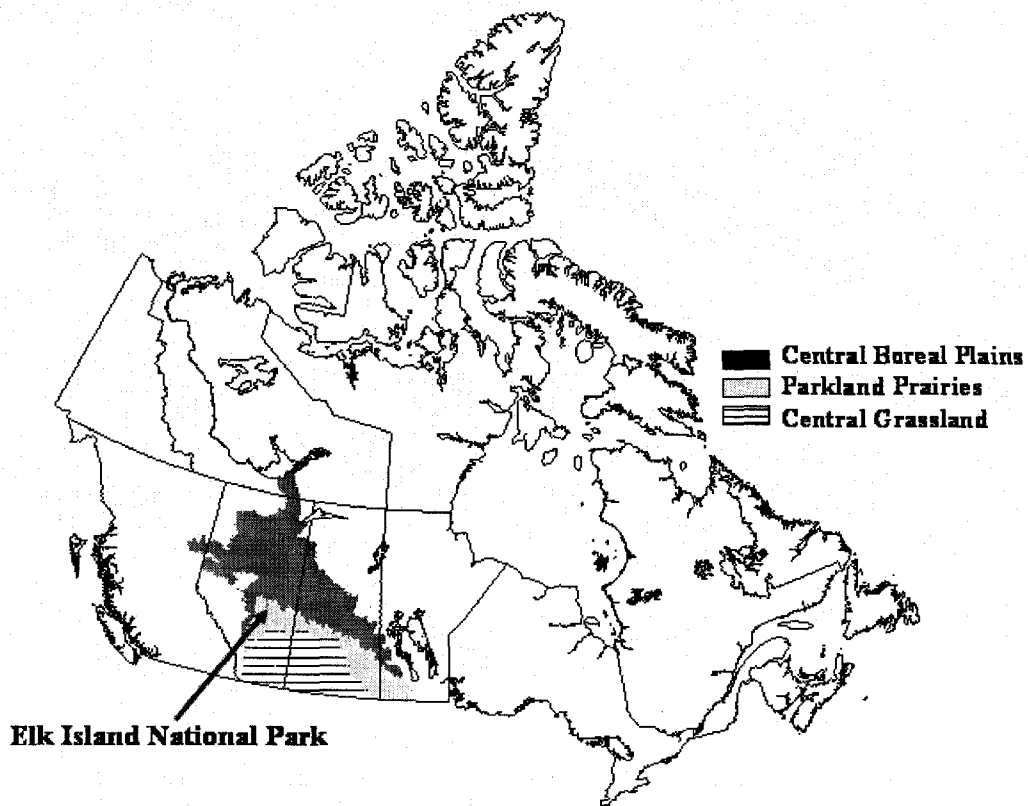 Central Boreal Plains
Parkland Prairies
Central Grassland
Elk Island National Park